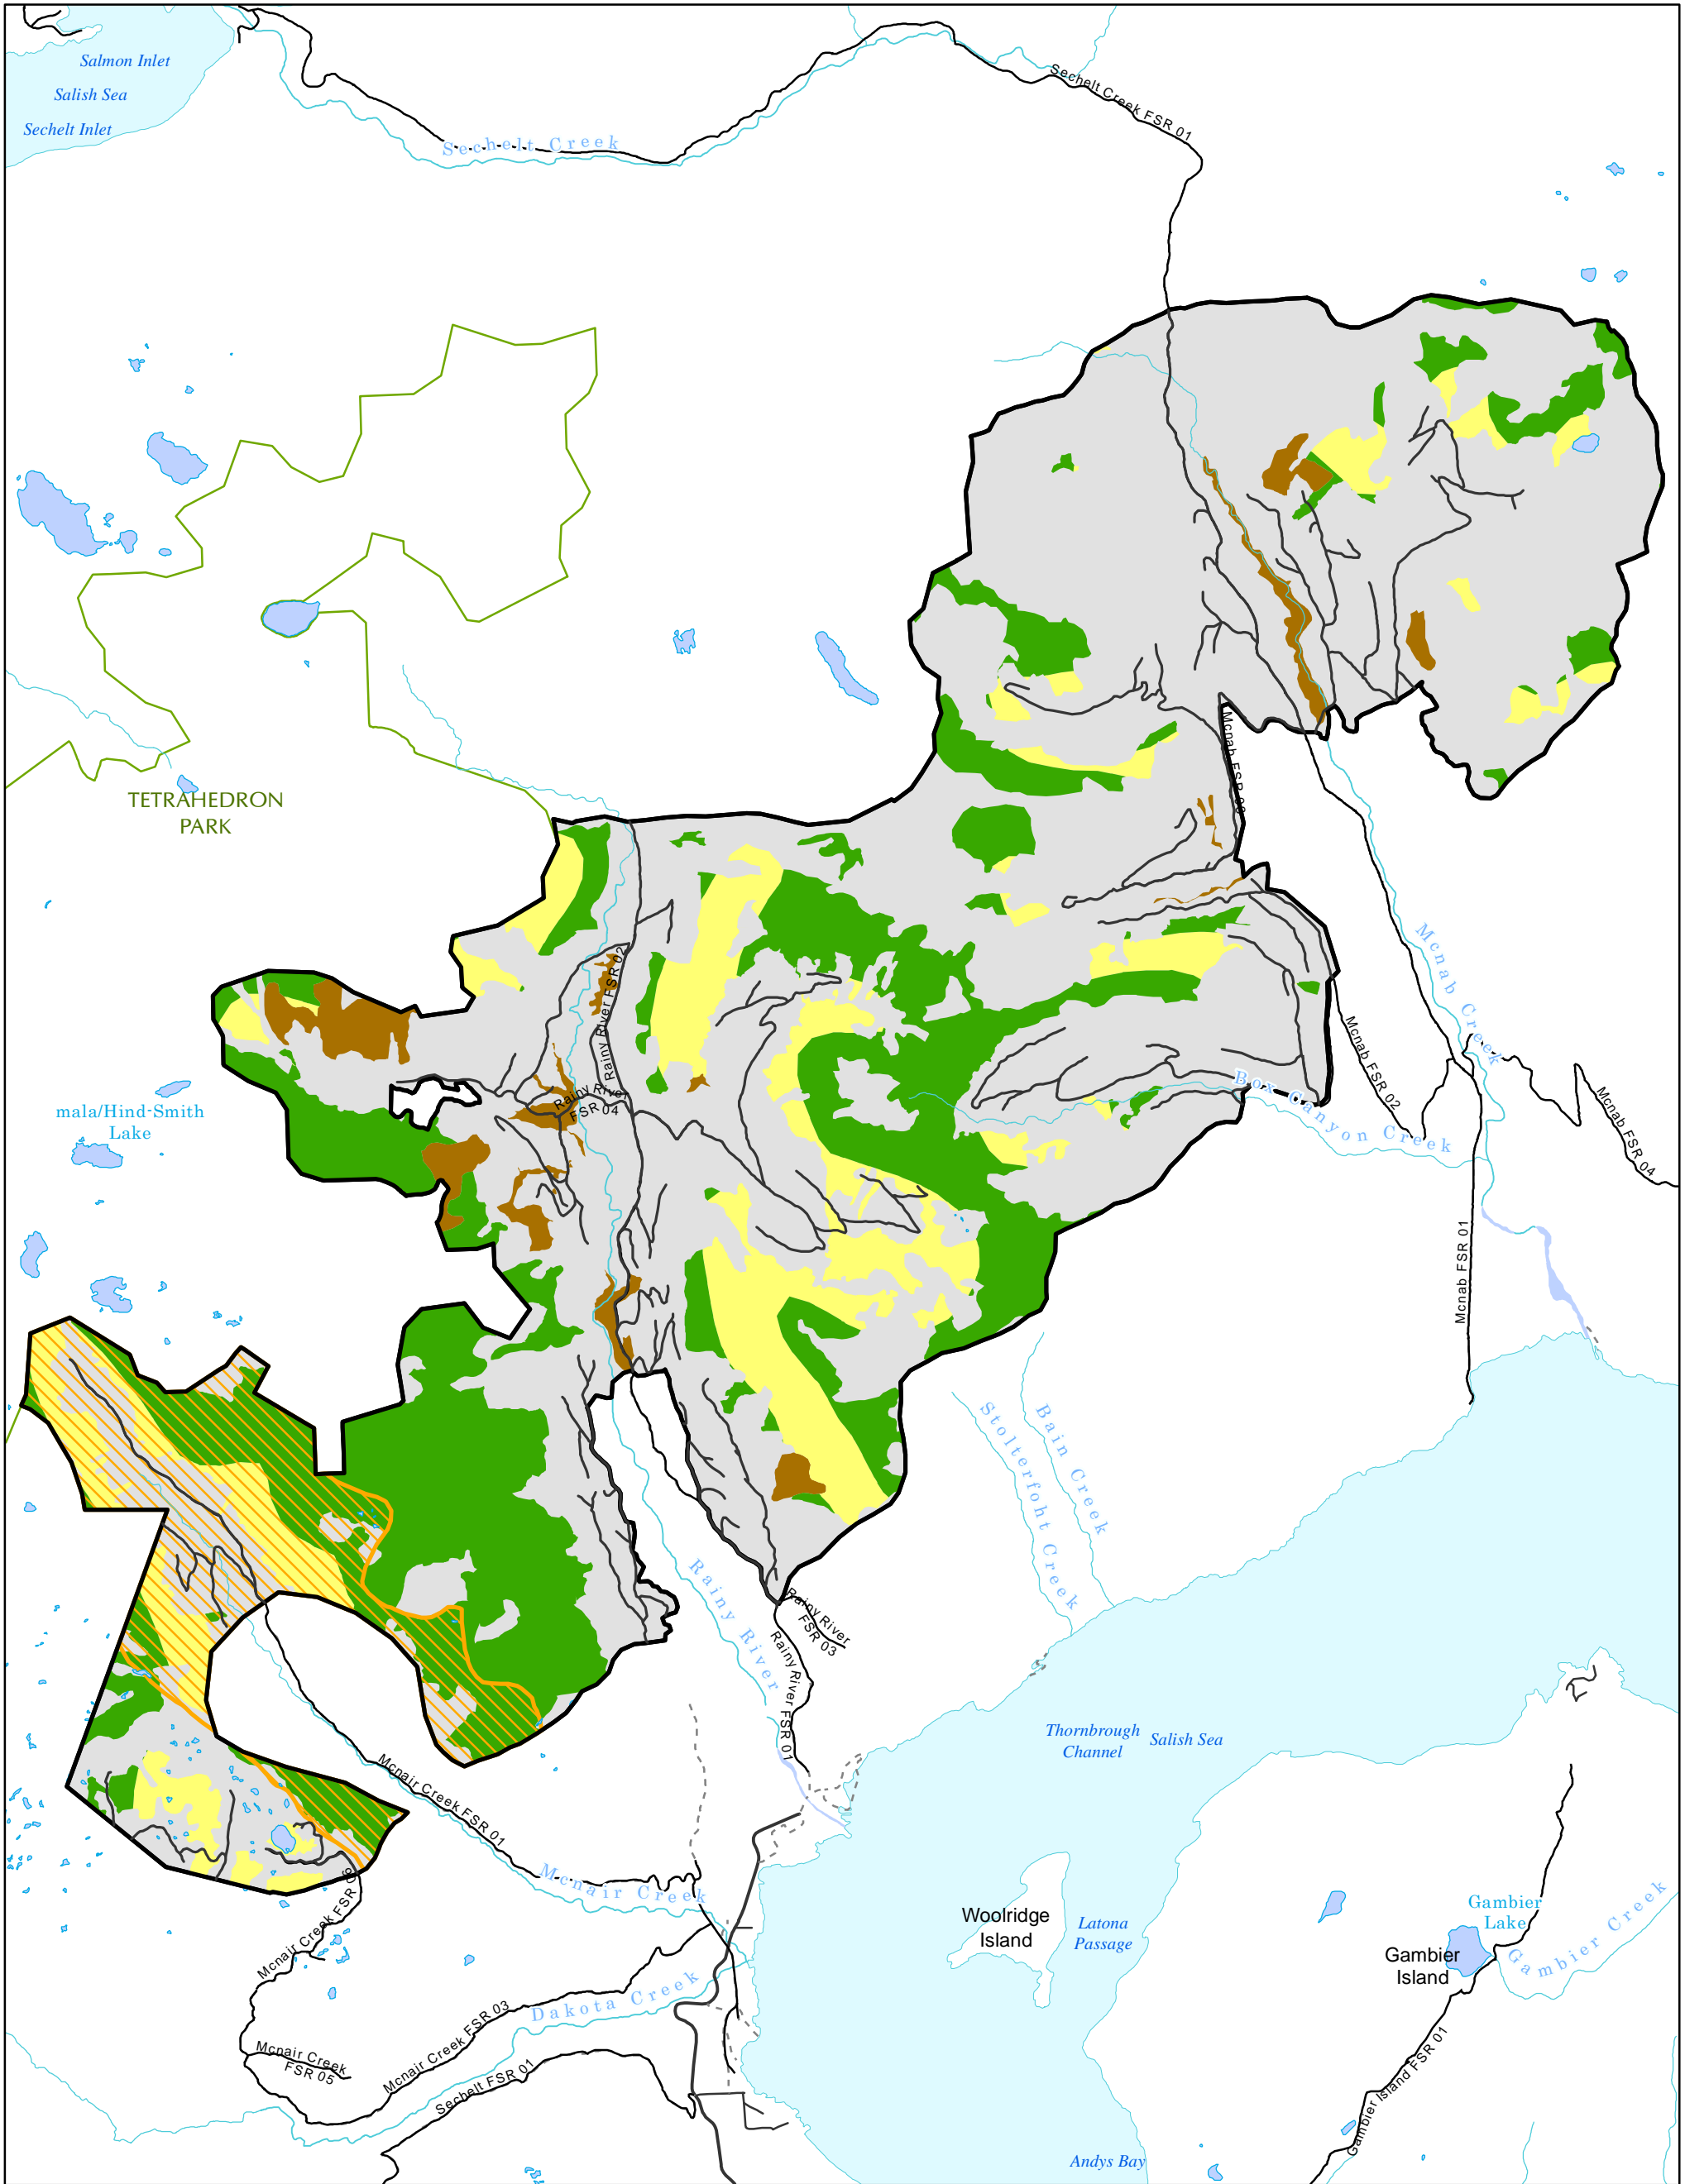 Salmon Inlet
Salish Sea
Sechelt Inlet
Sechelt Creek
Sechelt Creek FSR 01
TETRAHEDRON
PARK
Mcnab FSR
Mcnab Creek
Rainy River FSR 02
Rainy River
FSR 04
Mcnab FSR 02
Box Canyon Creek
Mcnab FSR 04
mala/Hind-Smith
Lake
Mcnab FSR 01
Bain Creek
Stolterfoht Creek
Rainy River
Rainy River
FSR 03
Rainy River FSR 01
Thornbrough
Channel
Salish Sea
Mcnair Creek FSR 01
Mcnair Creek
Mcnair Creek FSR
Woolridge
Island
Latona
Passage
Gambier
Lake
Gambier
Island
Gambier Creek
Dakota Creek
Mcnair Creek FSR 03
Mcnair Creek
FSR 05
Sechelt FSR 01
Gambier Island FSR 01
Andys Bay